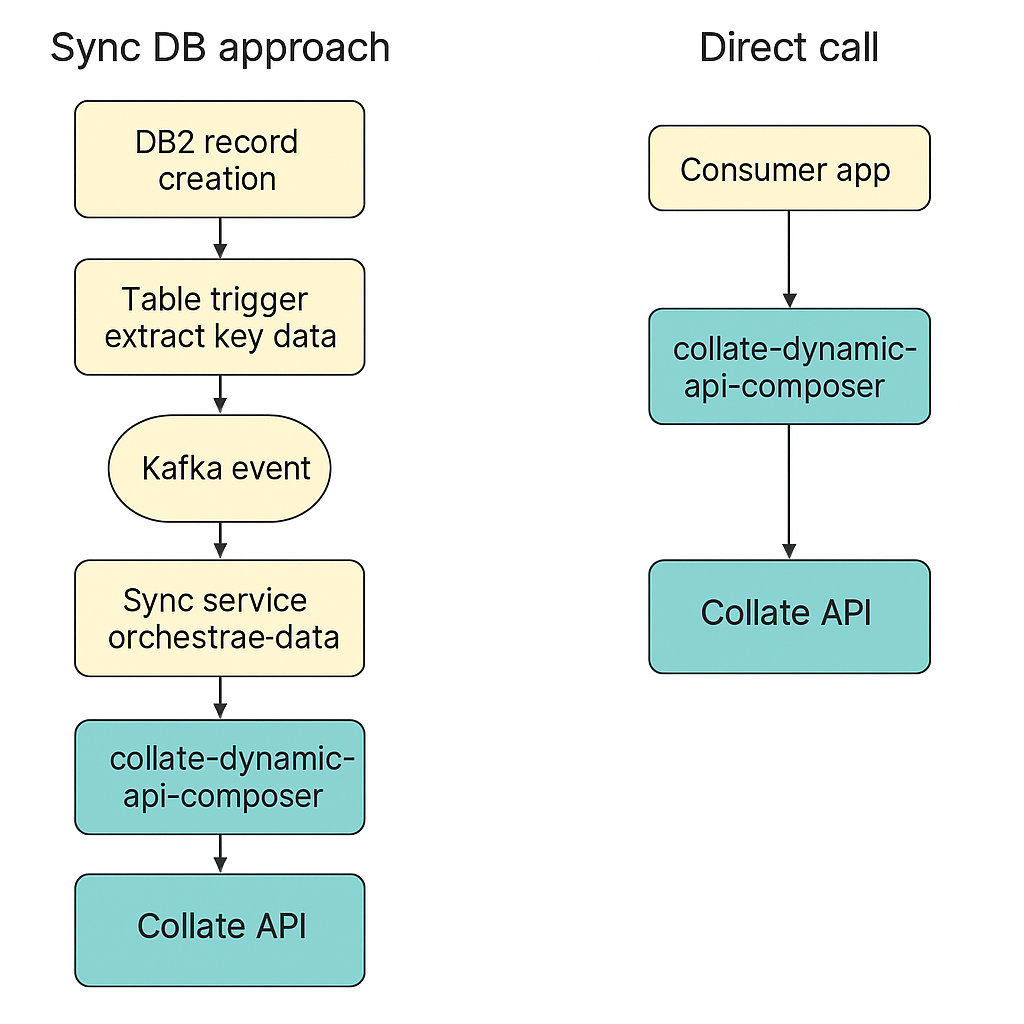 Sync DB approach
DB2 record
creation
Table trigger
extract key data
Kafka event
Sync service
orchestrae-data
collate-dynamic-
api-composer
Collate API
Direct call
Consumer app
collate-dynamic-
api-composer
Collate API